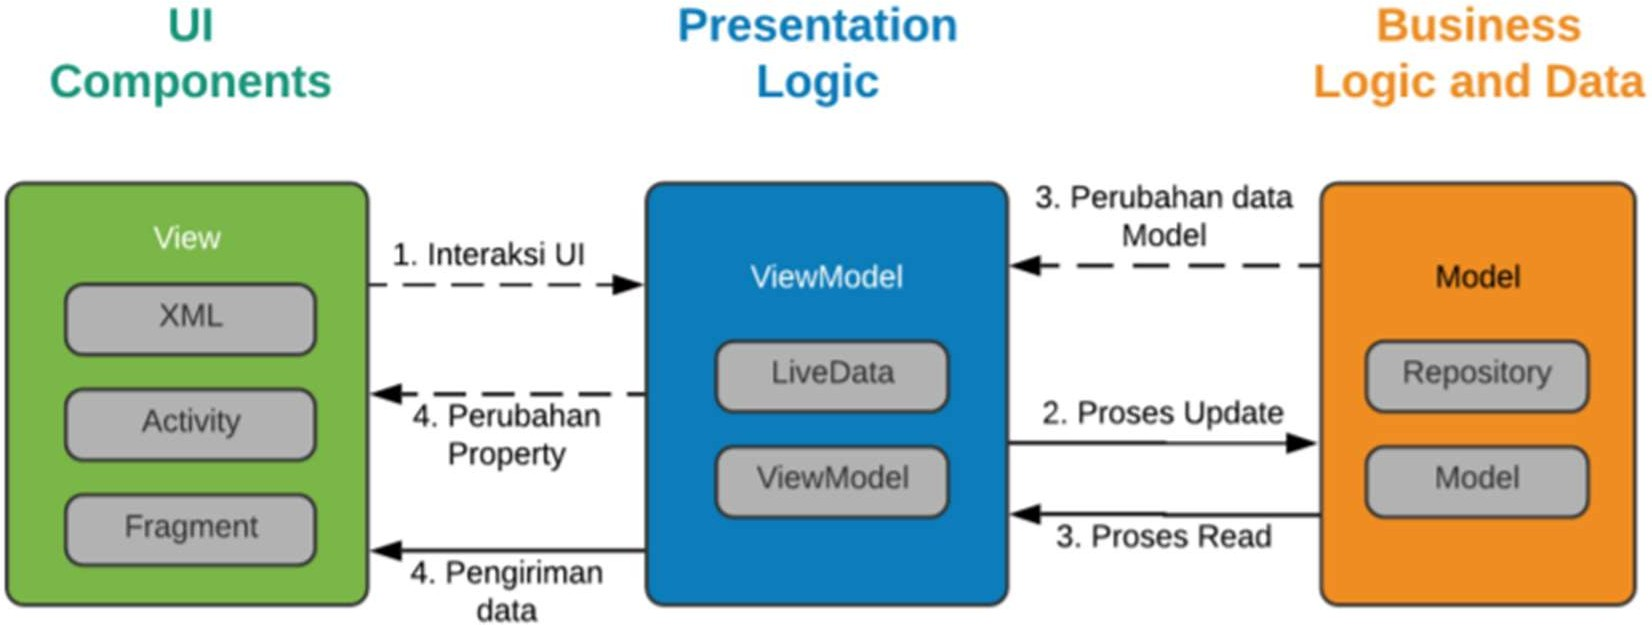 UI
Components
Presentation
Logic
Business
Logic and Data
View
XML
Activity
Fragment
1. Interaksi UI
4. Perubahan
Property
4. Pengiriman
data
ViewModel
LiveData
ViewModel
3. Perubahan data
Model
2. Proses Update
3. Proses Read
Model
Repository
Model